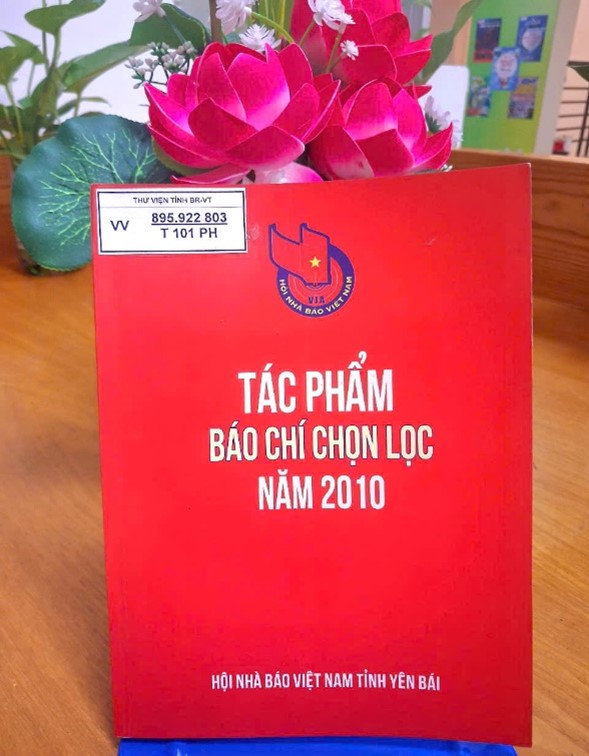 THƯ VIỆN TỈNH BR-VT
VV 895.922 803
T 101 PH
VJA
HỘI NHÀ BÁO VIỆT NAM
TÁC PHẨM
BÁO CHÍ CHỌN LỌC
NĂM 2010
HỘI NHÀ BÁO VIỆT NAM TỈNH YÊN BÁI